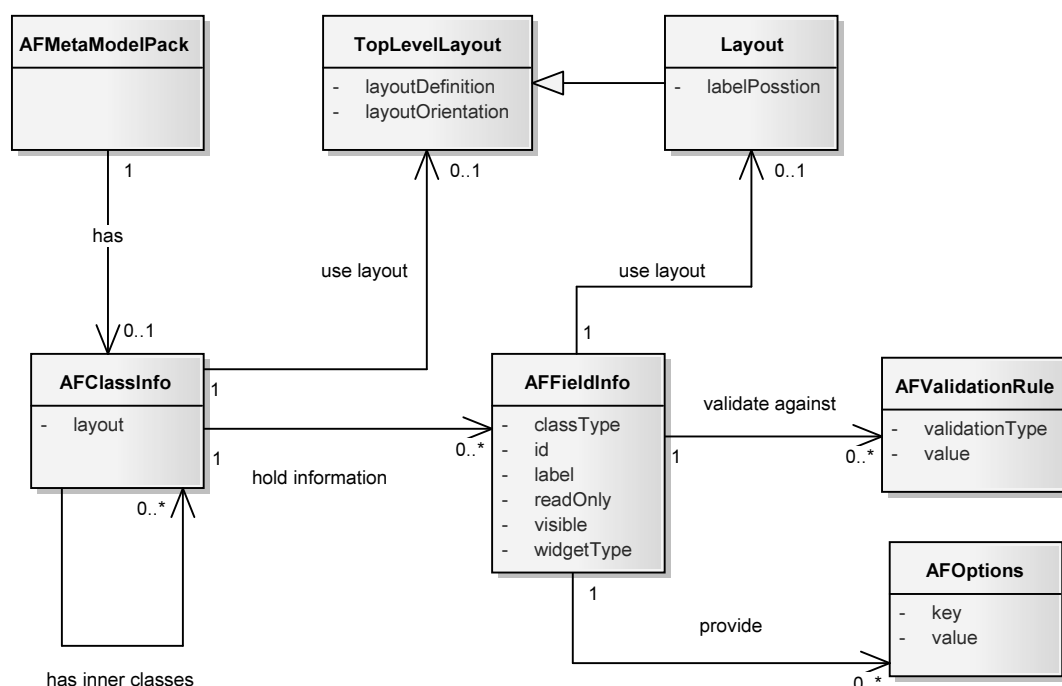 AFMetaModelPack
TopLevelLayout
- layoutDefinition
- layoutOrientation
Layout
- labelPosstion
1
0..1
0..1
has
use layout
use layout
0..1
1
AFClassInfo
- layout
1
1
hold information
0..*
AFFieldInfo
- classType
- id
- label
- readOnly
- visible
- widgetType
validate against
1
0..*
AFValidationRule
- validationType
- value
0..*
has inner classes
1
provide
0..*
AFOptions
- key
- value